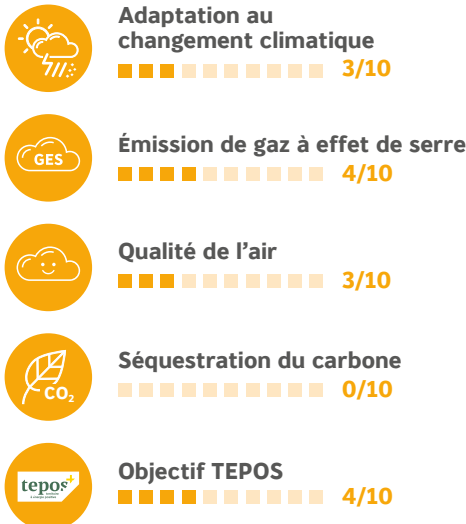 Adaptation au
changement climatique
3/10
GES
Émission de gaz à effet de serre
4/10
Qualité de l'air
3/10
CO₂
Séquestration du carbone
0/10
tepos+
Objectif TEPOS
4/10